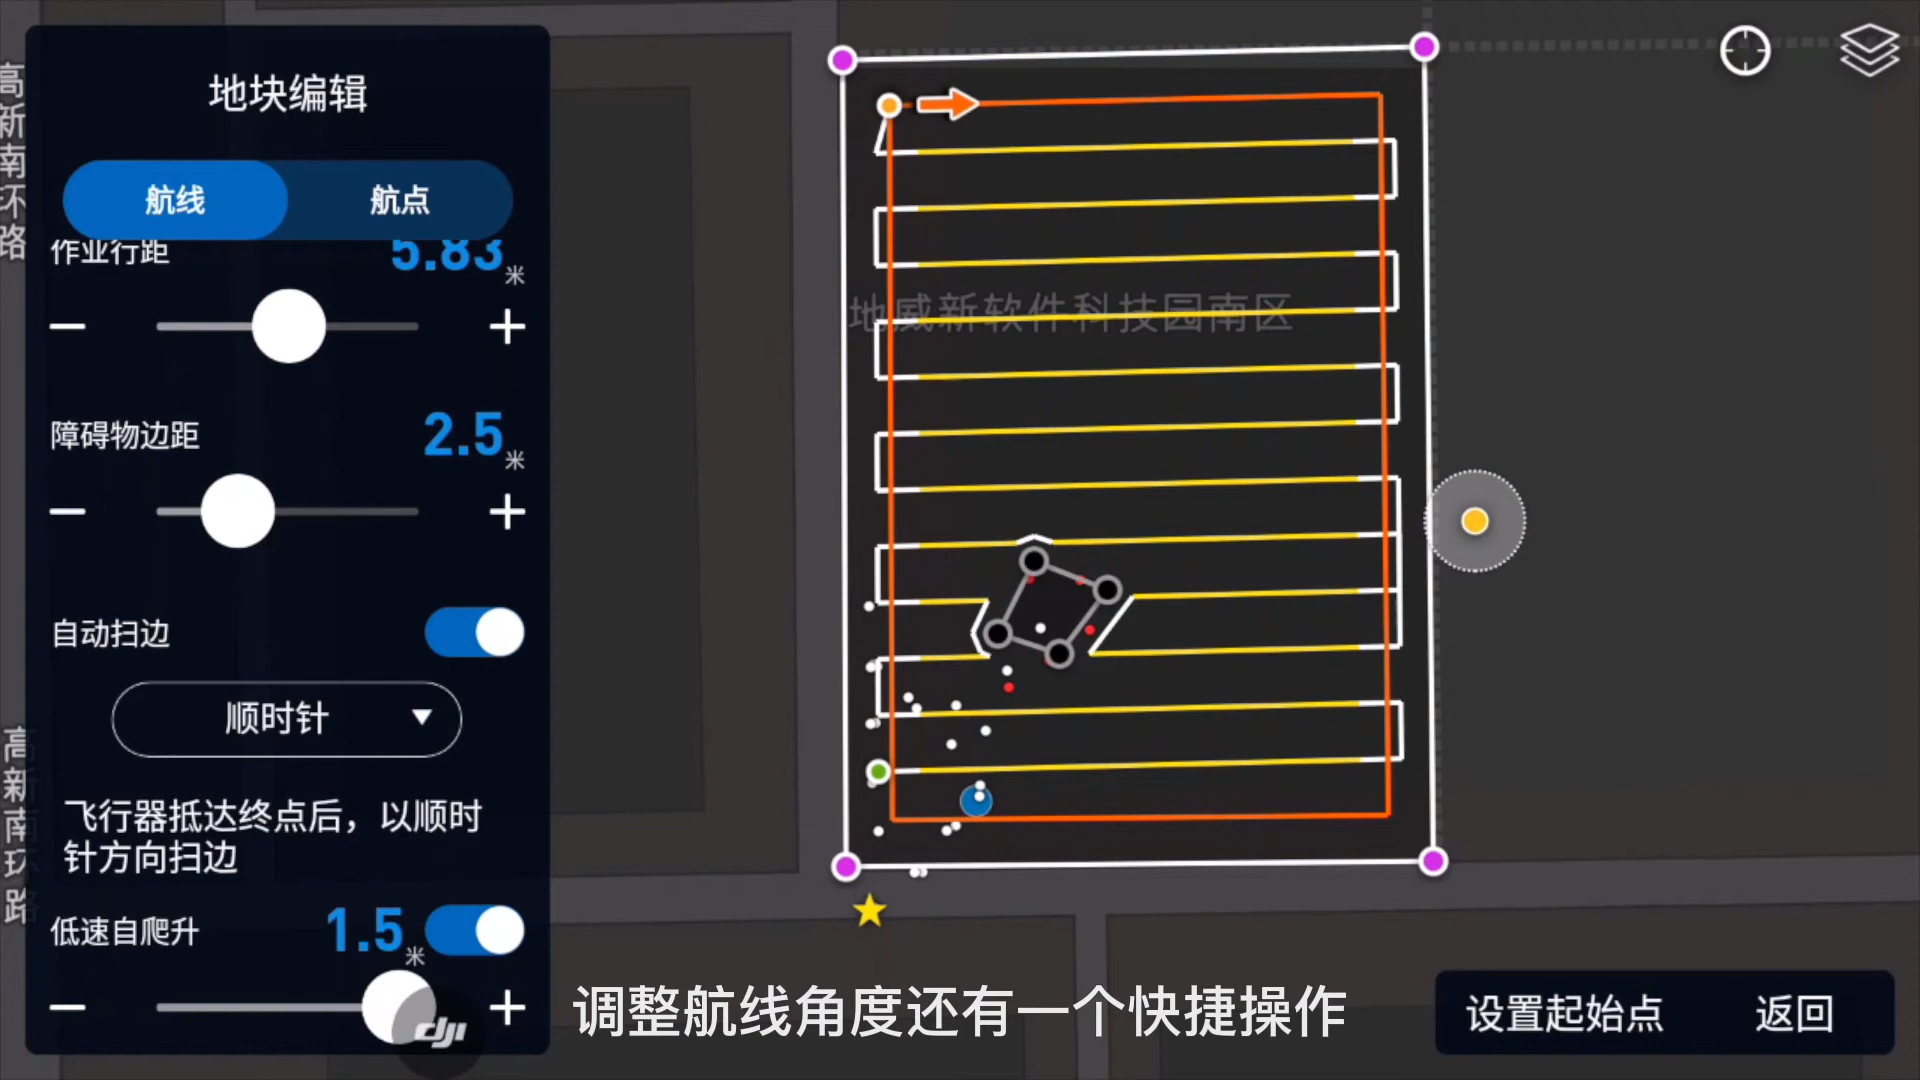 地块编辑
航线
航点
作业行距
5.83
米
障碍物边距
2.5
米
自动扫边
顺时针
飞行器抵达终点后，以顺时
针方向扫边
低速自爬升
1.5
米
dji
高新南环路
高新南环路
地威新软件科技园南区
调整航线角度还有一个快捷操作
设置起始点
返回